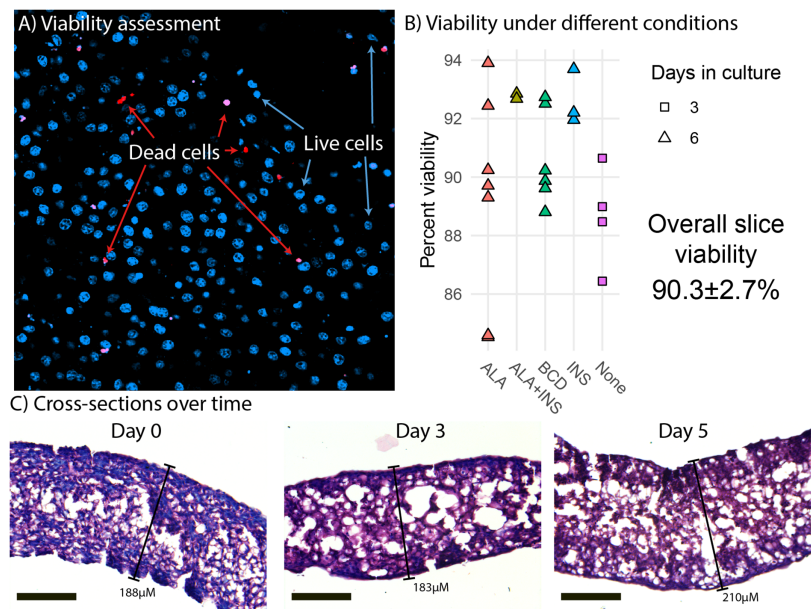 A) Viability assessment
Dead cells
Live cells
B) Viability under different conditions
Percent viability
94
92
90
88
86
ALA
ALA+INS
BCD
INS
None
Days in culture
3
6
Overall slice
viability
90.3±2.7%
C) Cross-sections over time
Day 0
Day 3
Day 5
188µM
183µM
210µM